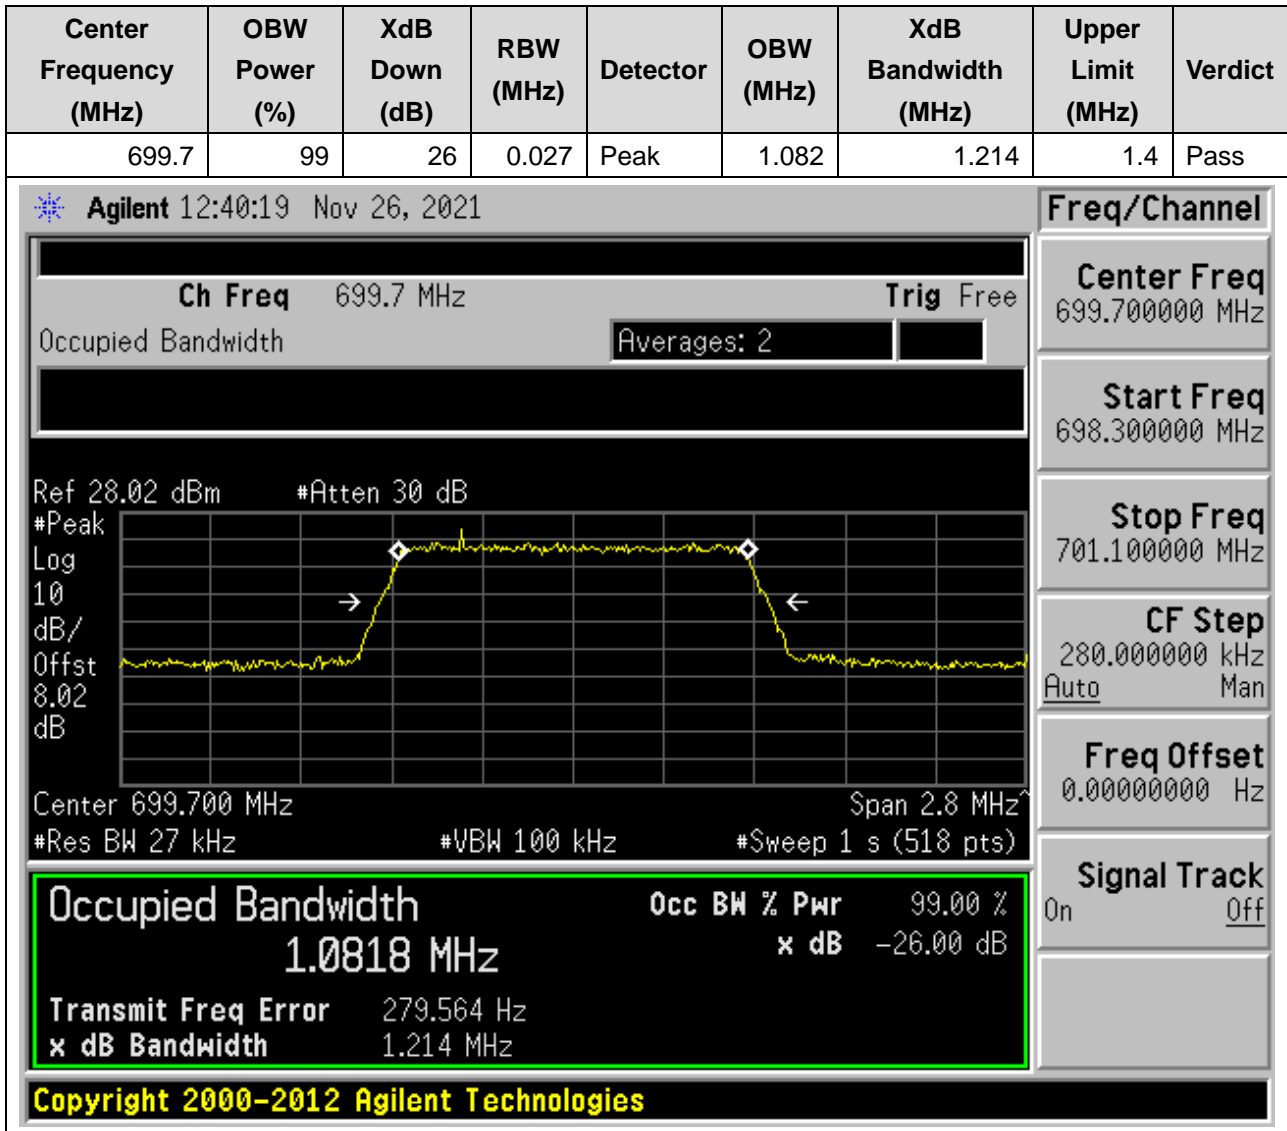 Center Frequency (MHz) OBW Power (%) XdB Down (dB) RBW (MHz) Detector OBW (MHz) XdB Bandwidth (MHz) Upper Limit (MHz) Verdict
699.7 99 26 0.027 Peak 1.082 1.214 1.4 Pass
Agilent 12:40:19 Nov 26, 2021
Ch Freq 699.7 MHz Trig Free
Occupied Bandwidth Averages: 2
Ref 28.02 dBm #Atten 30 dB
#Peak
Log
10
dB/
Offst
8.02
dB
Center 699.700 MHz Span 2.8 MHz^
#Res BW 27 kHz #VBW 100 kHz #Sweep 1 s (518 pts)
Occupied Bandwidth Occ BW % Pwr 99.00 %
1.0818 MHz x dB -26.00 dB
Transmit Freq Error 279.564 Hz
x dB Bandwidth 1.214 MHz
Freq/Channel
Center Freq
699.700000 MHz
Start Freq
698.300000 MHz
Stop Freq
701.100000 MHz
CF Step
280.000000 kHz
Auto Man
Freq Offset
0.00000000 Hz
Signal Track
On Off
Copyright 2000-2012 Agilent Technologies